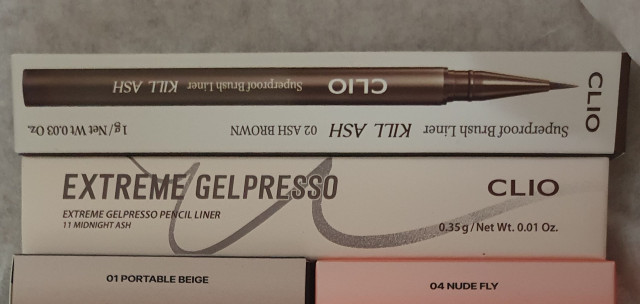 CLIO
Superproof Brush Liner KILL ASH
CLIO
Superproof Brush Liner KILL ASH 02 ASH BROWN
1g/Net Wt 0.03 Oz.
EXTREME GELPRESSO
CLIO
EXTREME GELPRESSO PENCIL LINER
11 MIDNIGHT ASH
0.35g/Net Wt. 0.01 Oz.
01 PORTABLE BEIGE
04 NUDE FLY